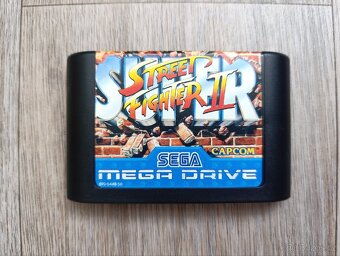 SUPER
STREET
FIGHTER II
CAPCOM
SEGA
MEGA DRIVE